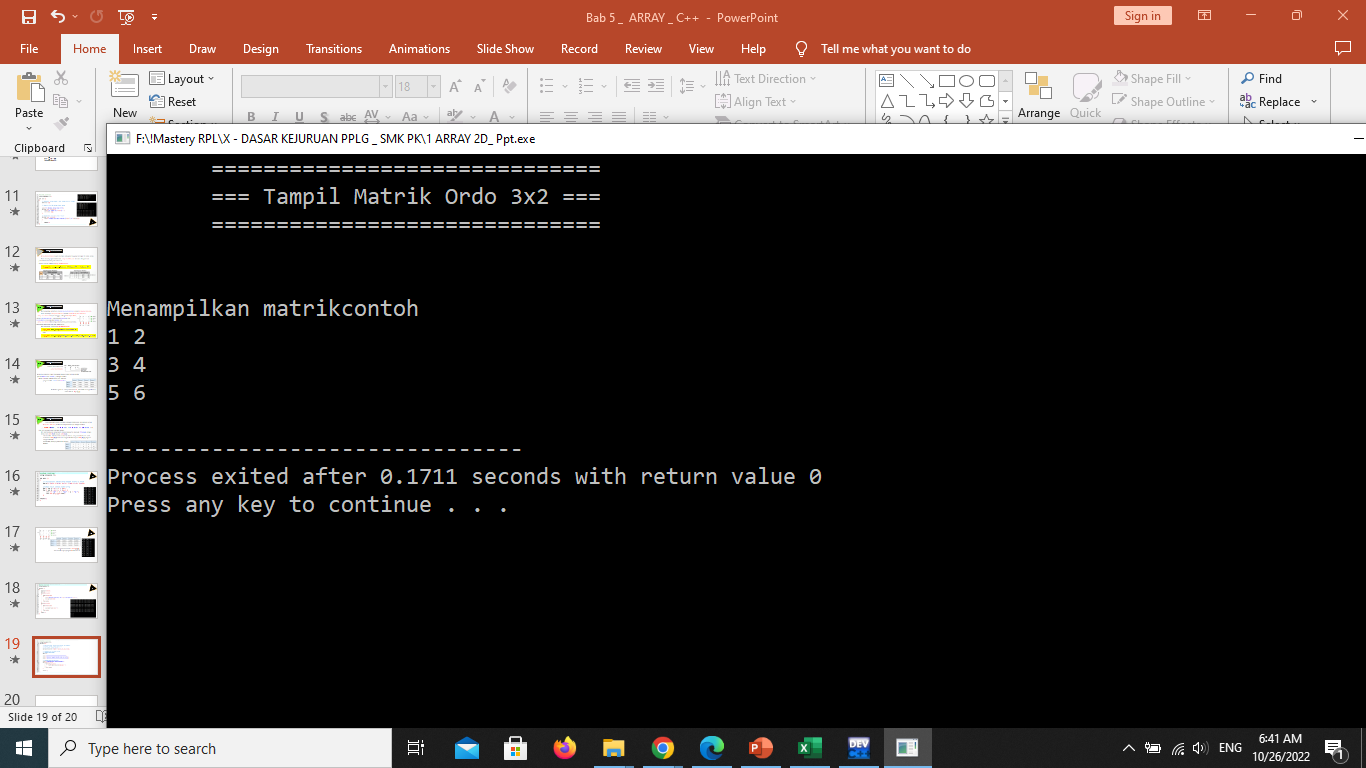 Bab 5 _  ARRAY _ C++  -  PowerPoint
Sign in
File
Home
Insert
Draw
Design
Transitions
Animations
Slide Show
Record
Review
View
Help
Tell me what you want to do
Paste
Clipboard
New
Layout
Reset
18
Text Direction
Align Text
Arrange
Quick
Shape Fill
Shape Outline
Find
Replace
F:\!Mastery RPL\X - DASAR KEJURUAN PPLG _ SMK PK\1 ARRAY 2D_ Ppt.exe
==============================
=== Tampil Matrik Ordo 3x2 ===
==============================
Menampilkan matrikcontoh
1 2
3 4
5 6
--------------------------------
Process exited after 0.1711 seconds with return value 0
Press any key to continue . . .
11
12
13
14
15
16
17
18
19
20
Slide 19 of 20
Type here to search
DEV
ENG
6:41 AM
10/26/2022
1